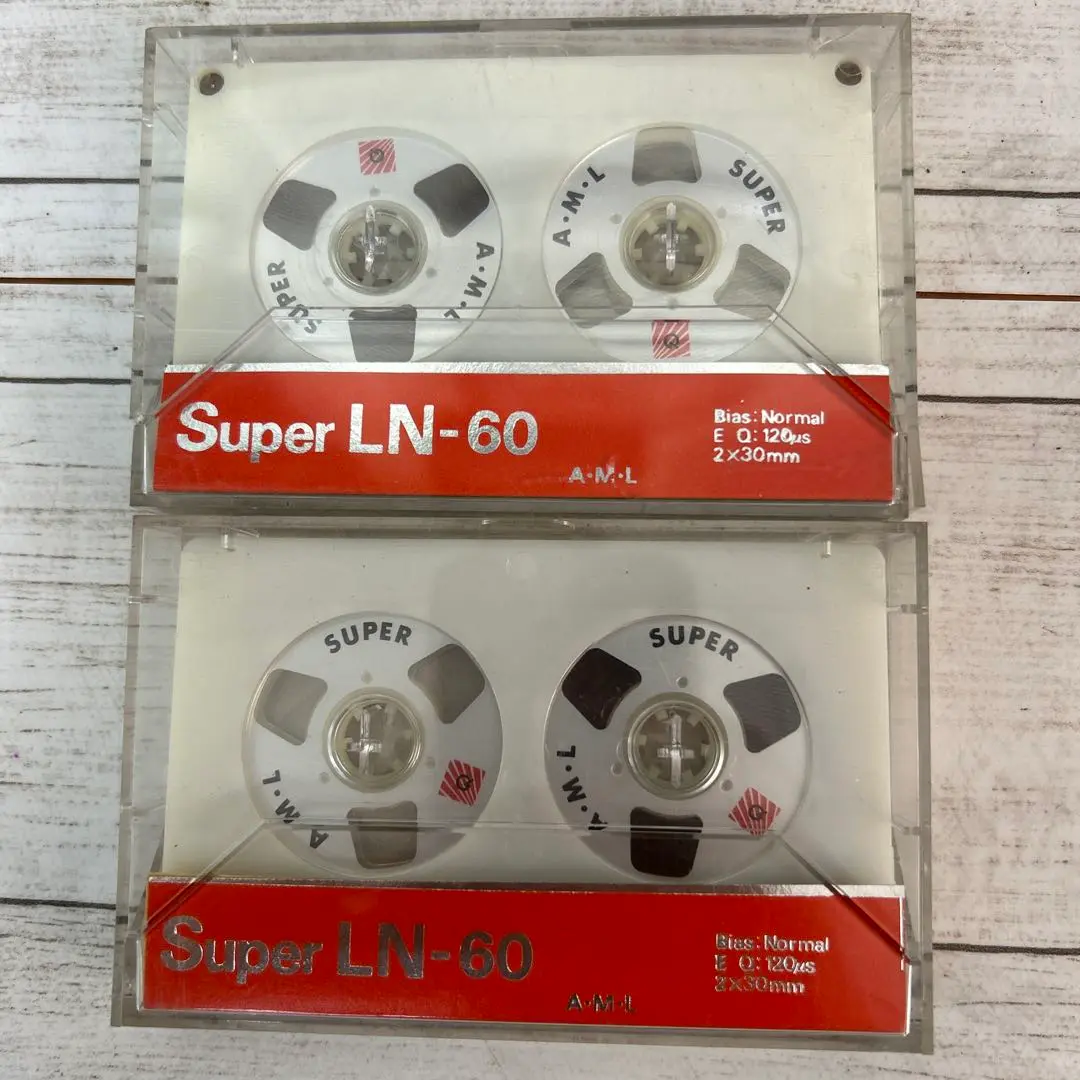 A·M·L
SUPER
SUPER
A·M·L
Q
Q
Super LN-60
Bias: Normal
E Q: 120μs
2×30mm
A·M·L
SUPER
SUPER
A·M·L
A·M·L
Q
Q
Super LN-60
Bias: Normal
E Q: 120μs
2×30mm
A·M·L